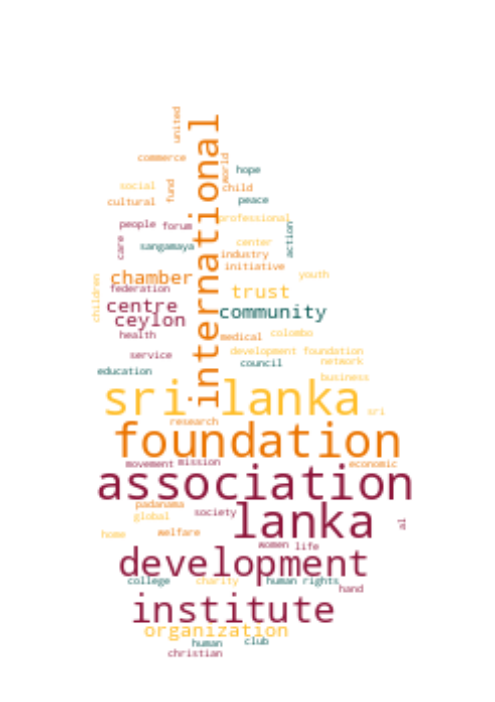 united
commerce
world
hope
social
fund
child
cultural
peace
international
people
forum
professional
care
sangamaya
center
action
industry
initiative
chamber
youth
children
federation
trust
centre
community
ceylon
health
medical
colombo
service
development foundation
council
network
education
business
sri lanka
sri
research
foundation
movement
mission
economic
association
padanama
global
society
lanka
al
home
welfare
women
life
development
college
charity
human rights
hand
institute
organization
human
club
christian